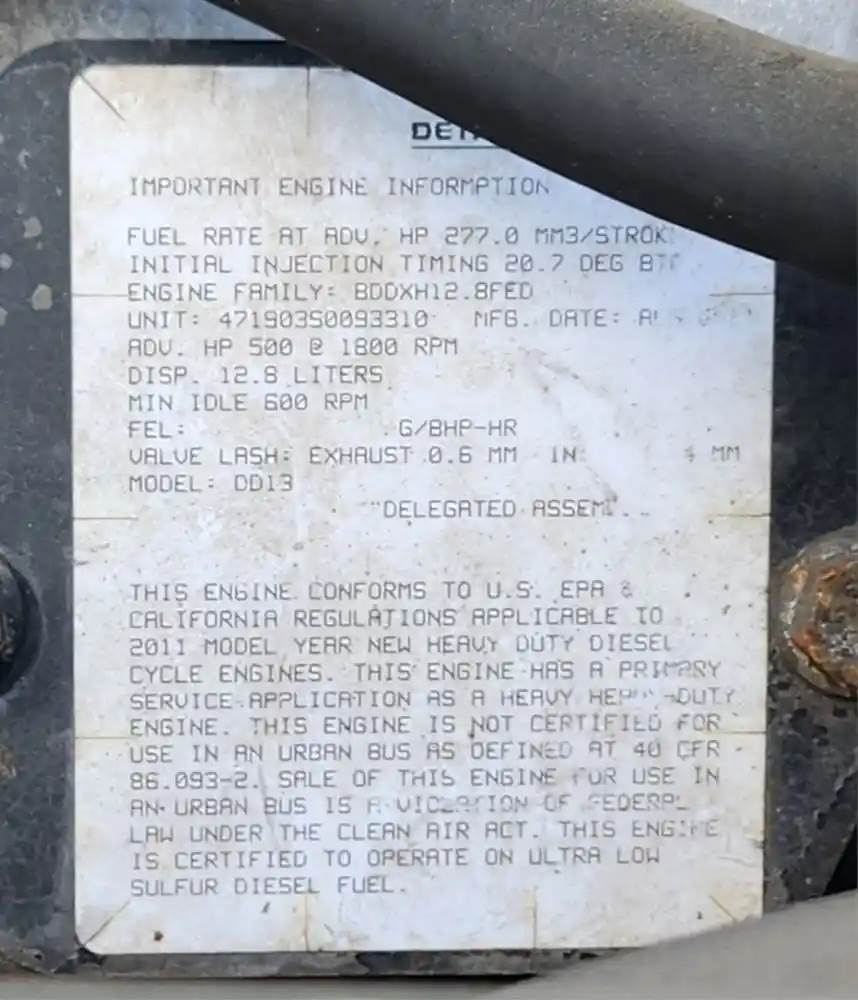 IMPORTANT ENGINE INFORMATION
FUEL RATE AT ADV. HP 277.0 MM3/STROK
INITIAL INJECTION TIMING 20.7 DEG
ENGINE FAMILY: BDDXH12.8FED
UNIT: 471903S0093310 MFG. DATE:
ADV. HP 500 @ 1800 RPM
DISP. 12.8 LITERS
MIN IDLE 600 RPM
FEL: G/BHP-HR
VALVE LASH: EXHAUST 0.6 MM IN 4 MM
MODEL: DD13
"DELEGATED ASSEM
THIS ENGINE CONFORMS TO U.S. EPA &
CALIFORNIA REGULATIONS APPLICABLE TO
2011 MODEL YEAR NEW HEAVY DUTY DIESEL
CYCLE ENGINES. THIS ENGINE HAS A PRIMARY
SERVICE APPLICATION AS A HEAVY HEAVY-DUTY
ENGINE. THIS ENGINE IS NOT CERTIFIED FOR
USE IN AN URBAN BUS AS DEFINED AT 40 CFR
86.093-2. SALE OF THIS ENGINE FOR USE IN
AN URBAN BUS IS A VIOLATION OF FEDERAL
LAW UNDER THE CLEAN AIR ACT. THIS ENGINE
IS CERTIFIED TO OPERATE ON ULTRA LOW
SULFUR DIESEL FUEL.